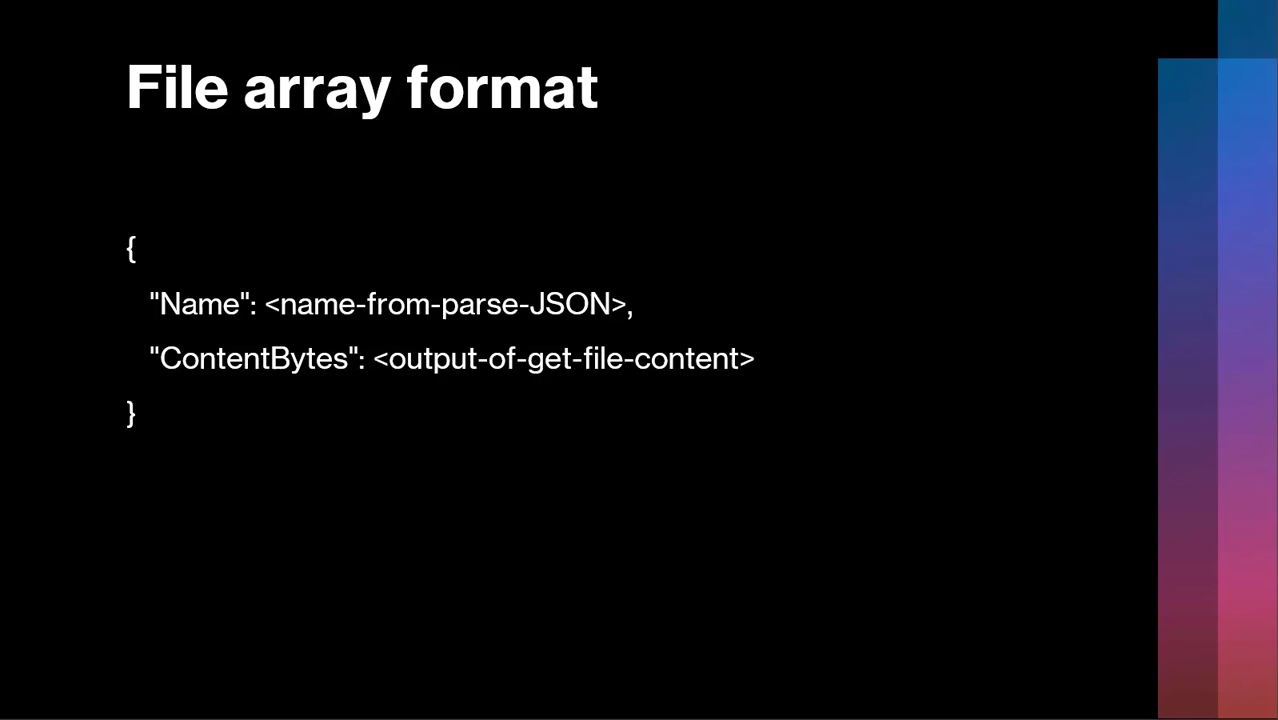 File array format
{
"Name": <name-from-parse-JSON>,
"ContentBytes": <output-of-get-file-content>
}